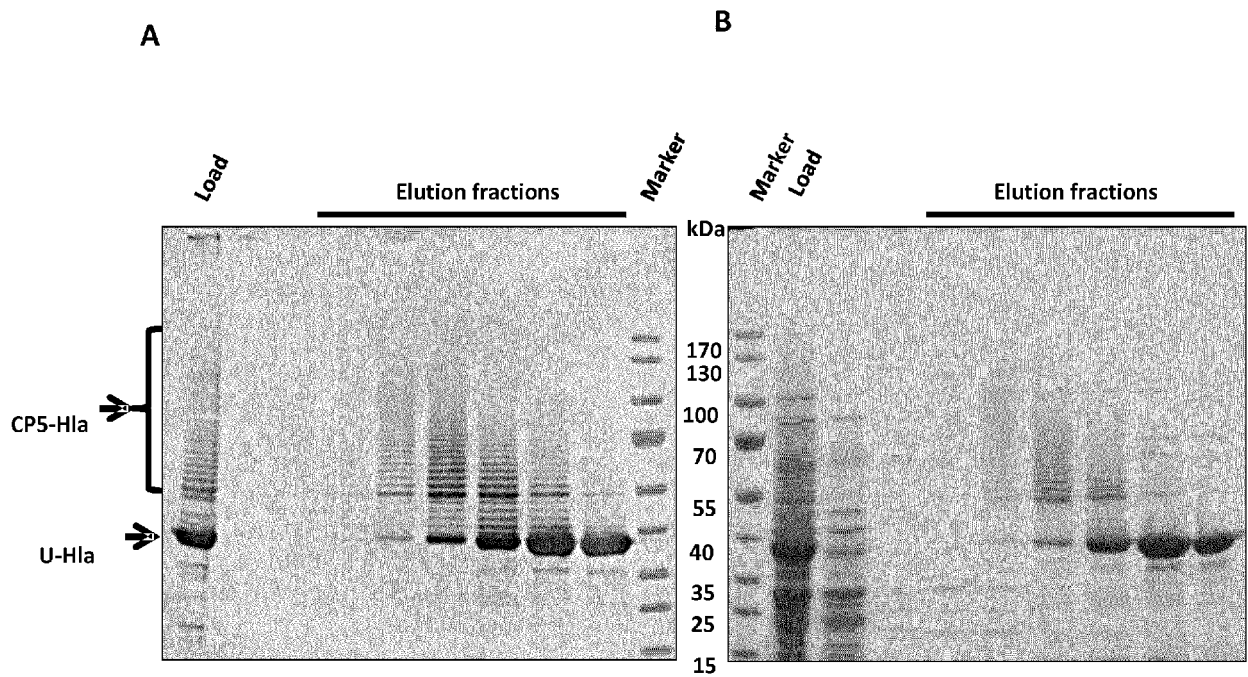 A
B
Load
Elution fractions
Marker
Marker
Load
Elution fractions
kDa
170
130
100
70
55
40
35
25
15
CP5-Hla
U-Hla